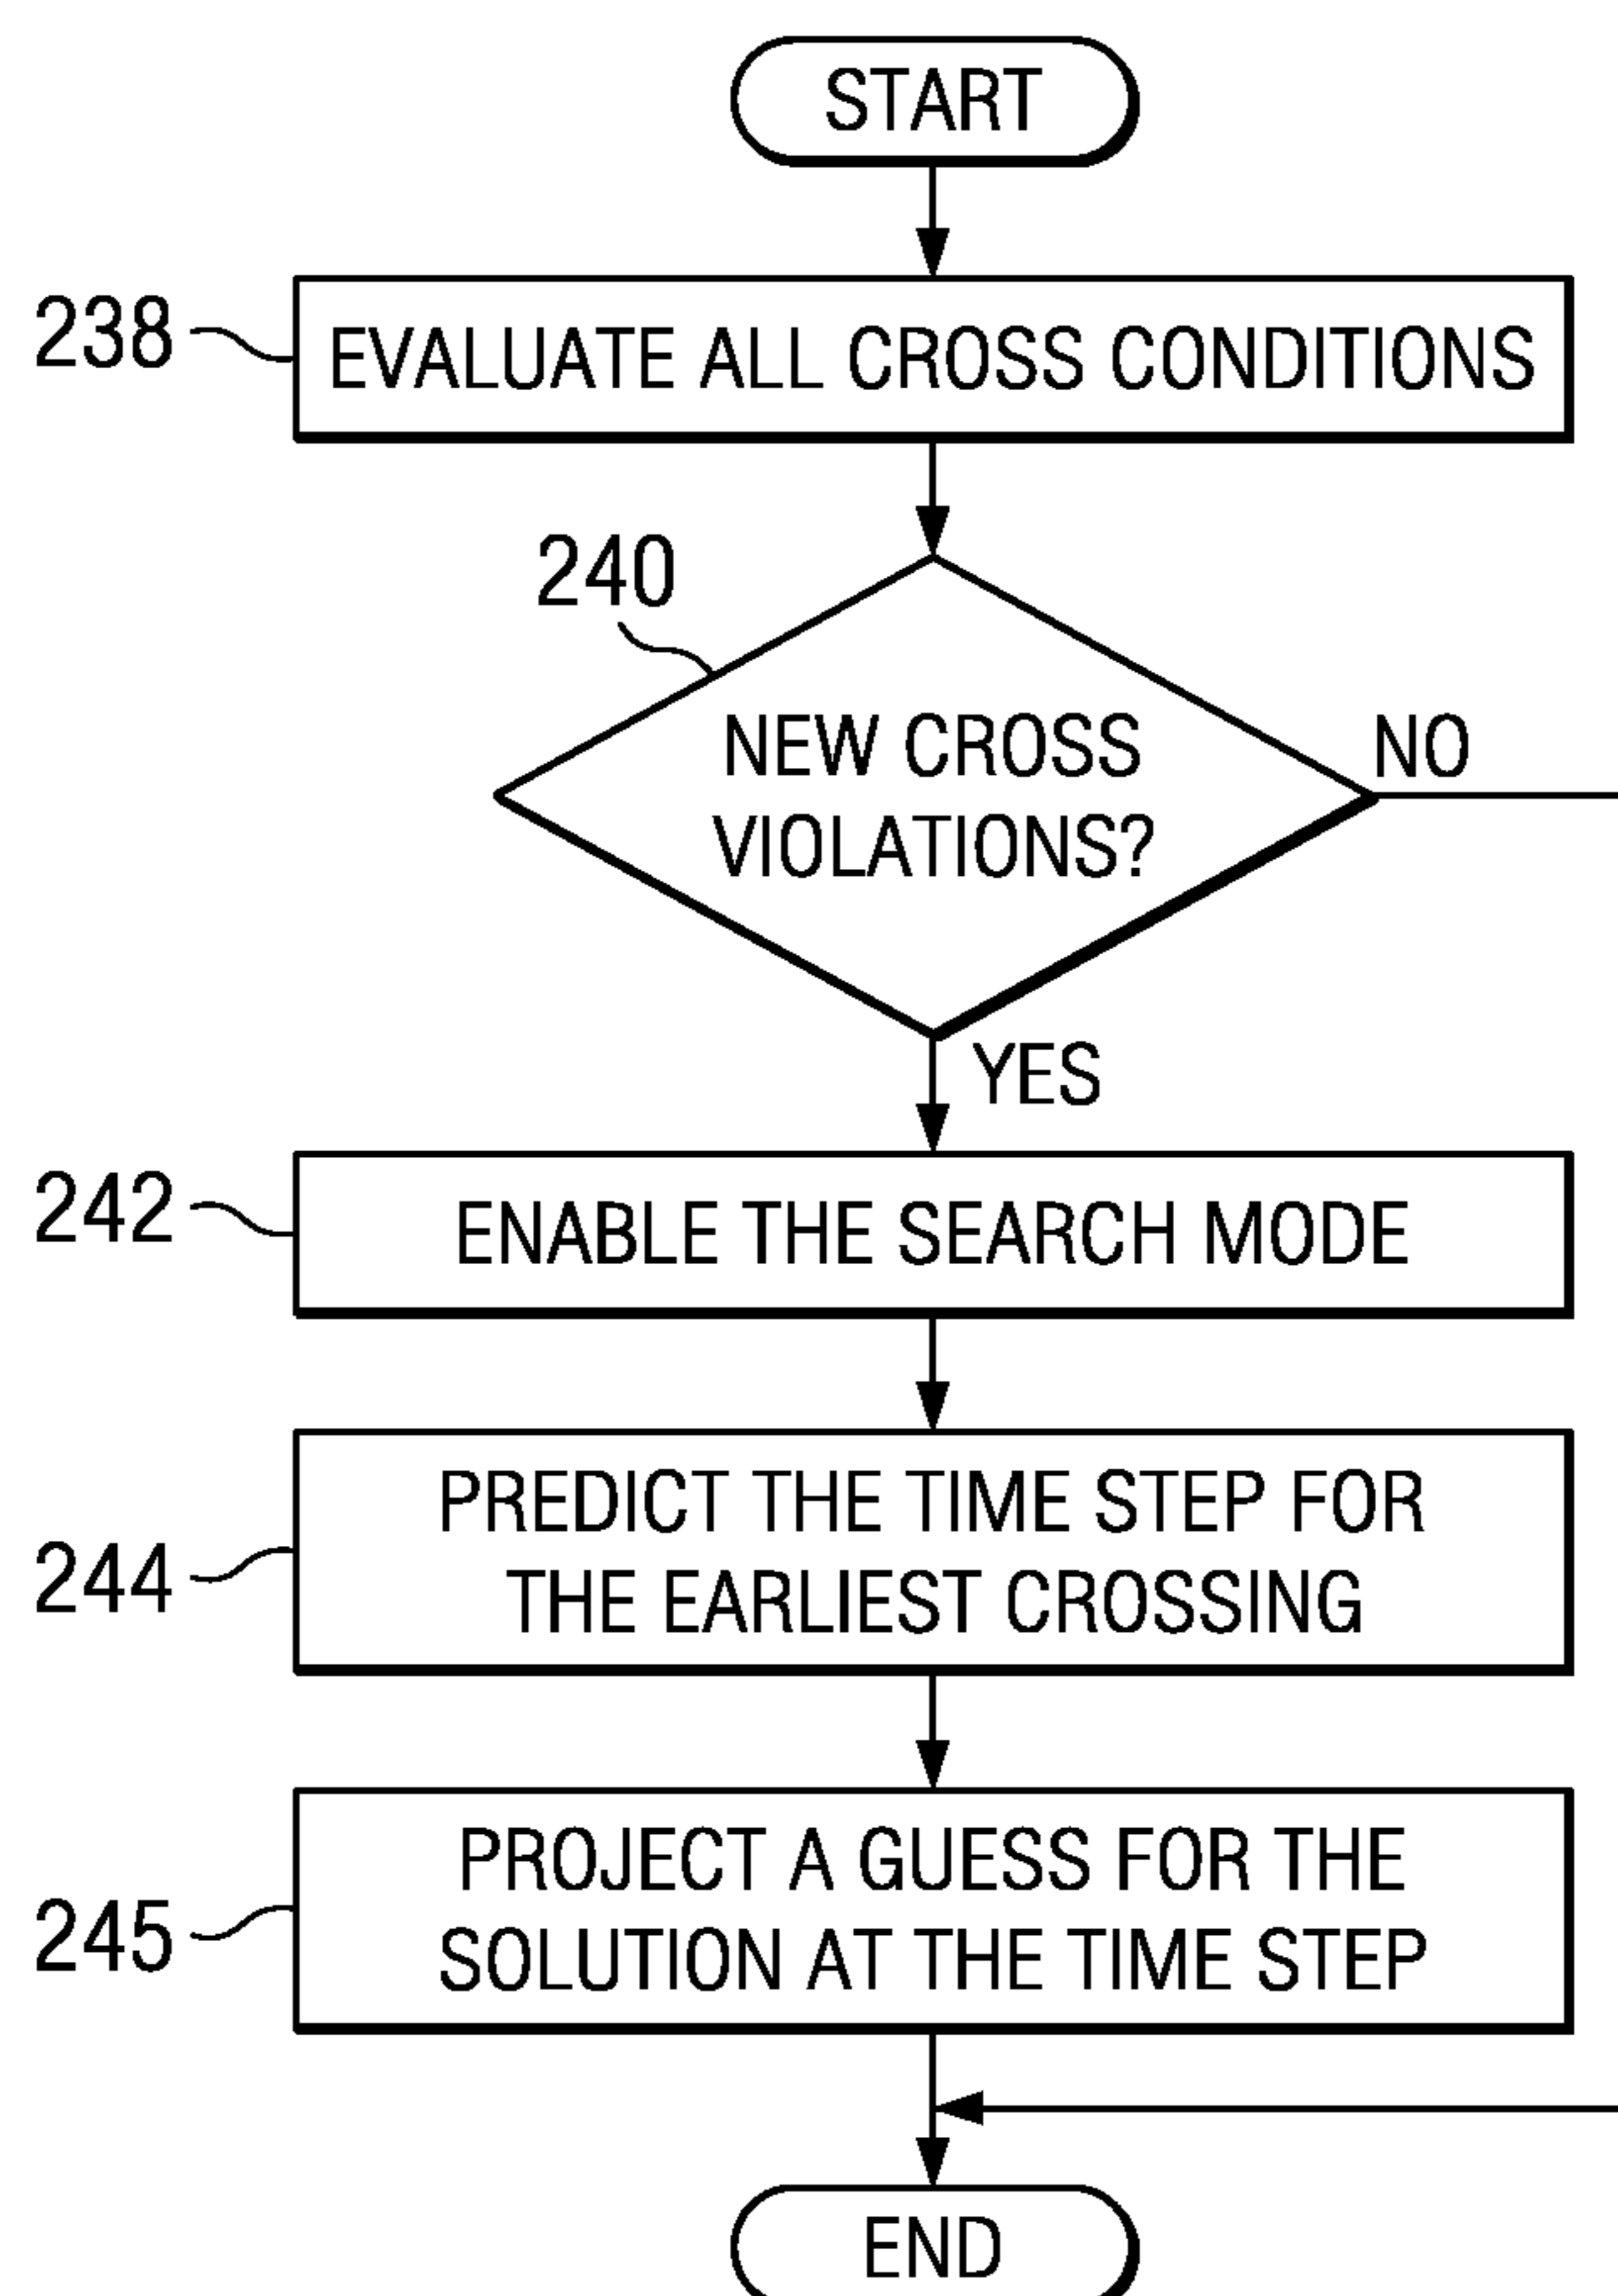 START
238
EVALUATE ALL CROSS CONDITIONS
240
NEW CROSS
VIOLATIONS?
NO
YES
242
ENABLE THE SEARCH MODE
244
PREDICT THE TIME STEP FOR
THE EARLIEST CROSSING
245
PROJECT A GUESS FOR THE
SOLUTION AT THE TIME STEP
END